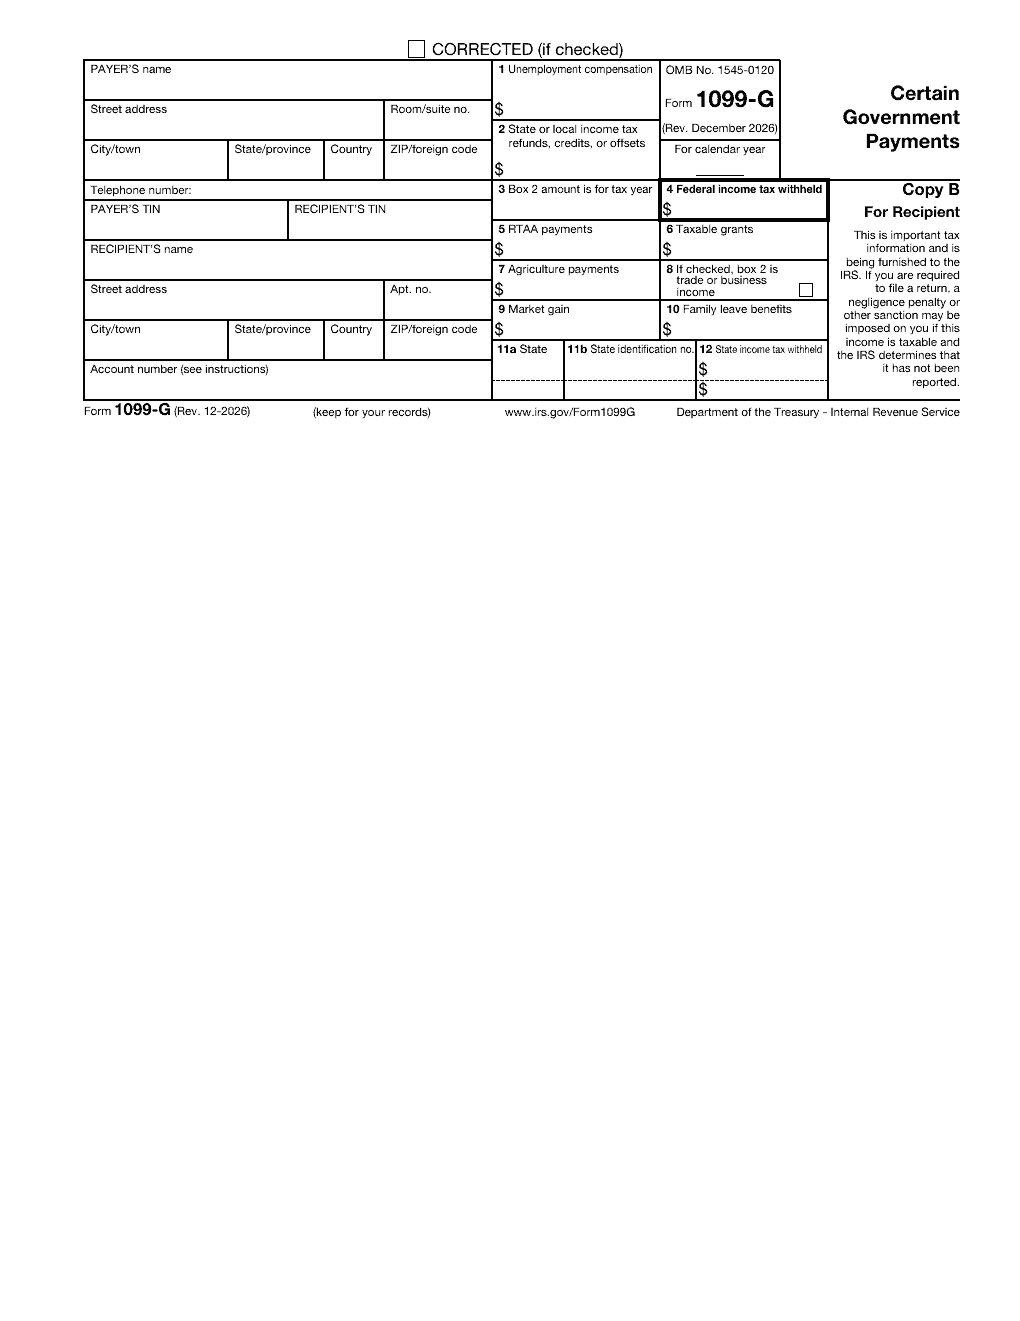 CORRECTED (if checked)
PAYER'S name
Street address
Room/suite no.
City/town
State/province
Country
ZIP/foreign code
Telephone number:
PAYER'S TIN
RECIPIENT'S TIN
RECIPIENT'S name
Street address
Apt. no.
City/town
State/province
Country
ZIP/foreign code
Account number (see instructions)
1 Unemployment compensation
$
2 State or local income tax
refunds, credits, or offsets
$
OMB No. 1545-0120
Form 1099-G
(Rev. December 2026)
For calendar year
Certain
Government
Payments
3 Box 2 amount is for tax year
4 Federal income tax withheld
$
5 RTAA payments
$
6 Taxable grants
$
7 Agriculture payments
$
8 If checked, box 2 is
trade or business
income
9 Market gain
$
10 Family leave benefits
$
11a State
11b State identification no.
12 State income tax withheld
$
$
Copy B
For Recipient
This is important tax
information and is
being furnished to the
IRS. If you are required
to file a return, a
negligence penalty or
other sanction may be
imposed on you if this
income is taxable and
the IRS determines that
it has not been
reported.
Form 1099-G (Rev. 12-2026)
(keep for your records)
www.irs.gov/Form1099G
Department of the Treasury - Internal Revenue Service